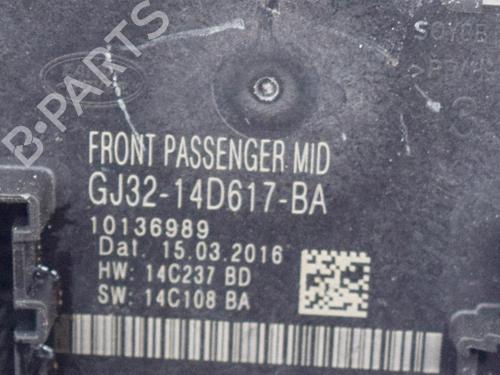 B-PARTS
FRONT PASSENGER MID
GJ32-14D617-BA
10136989
Dat. 15.03.2016
HW: 14C237 BD
SW: 14C108 BA